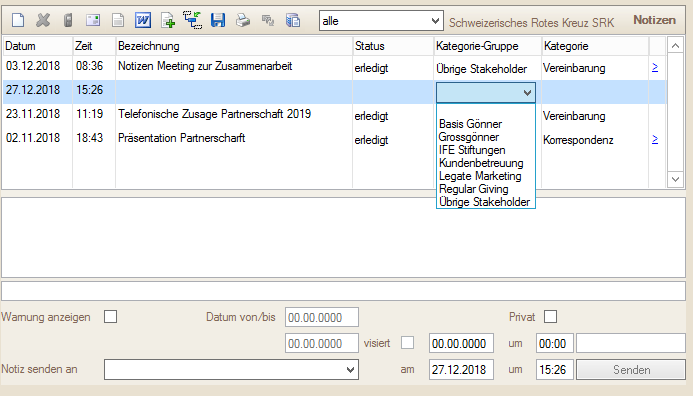 alle Schweizerisches Rotes Kreuz SRK Notizen
Datum Zeit Bezeichnung Status Kategorie-Gruppe Kategorie
03.12.2018 08:36 Notizen Meeting zur Zusammenarbeit erledigt Übrige Stakeholder Vereinbarung >
27.12.2018 15:26
23.11.2018 11:19 Telefonische Zusage Partnerschaft 2019 erledigt Vereinbarung
02.11.2018 18:43 Präsentation Partnerscharft erledigt Korrespondenz >
Basis Gönner
Grossgönner
IFE Stiftungen
Kundenbetreuung
Legate Marketing
Regular Giving
Übrige Stakeholder
Warnung anzeigen Datum von/bis 00.00.0000 Privat
00.00.0000 visiert 00.00.0000 um 00:00
Notiz senden an am 27.12.2018 um 15:26 Senden